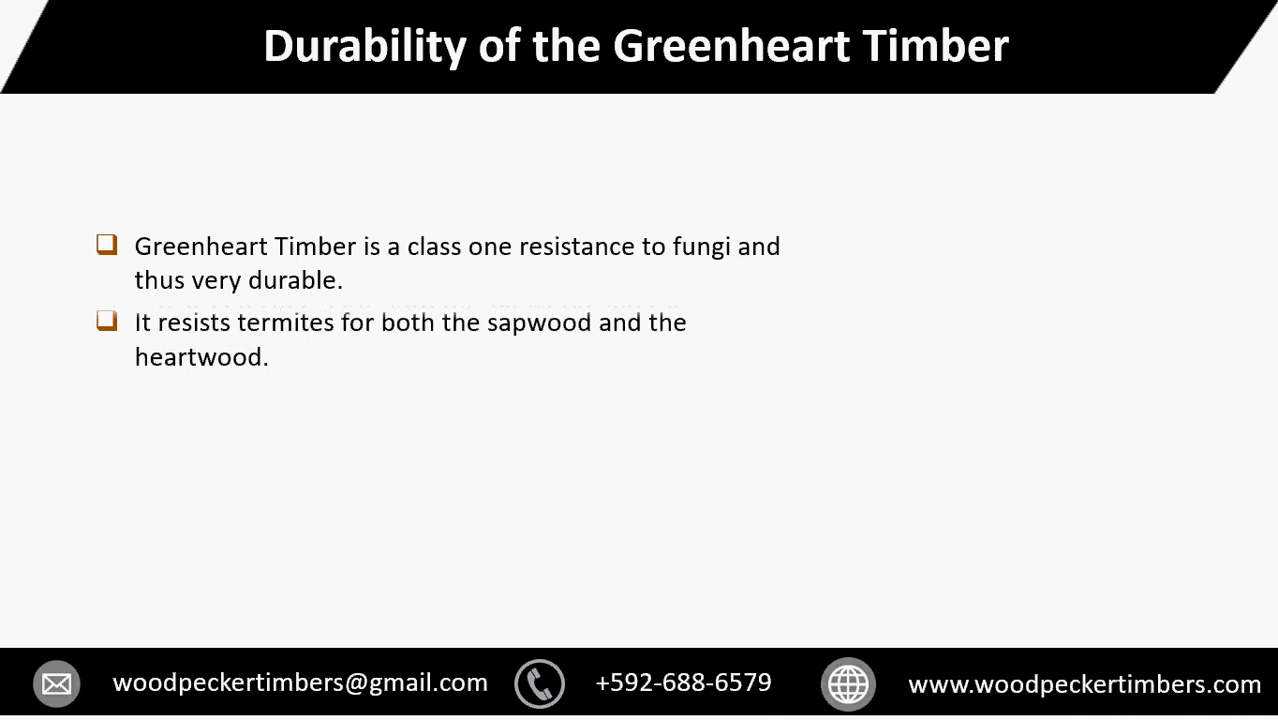 Durability of the Greenheart Timber
Greenheart Timber is a class one resistance to fungi and
thus very durable.
It resists termites for both the sapwood and the
heartwood.
woodpeckertimbers@gmail.com
+592-688-6579
www.woodpeckertimbers.com